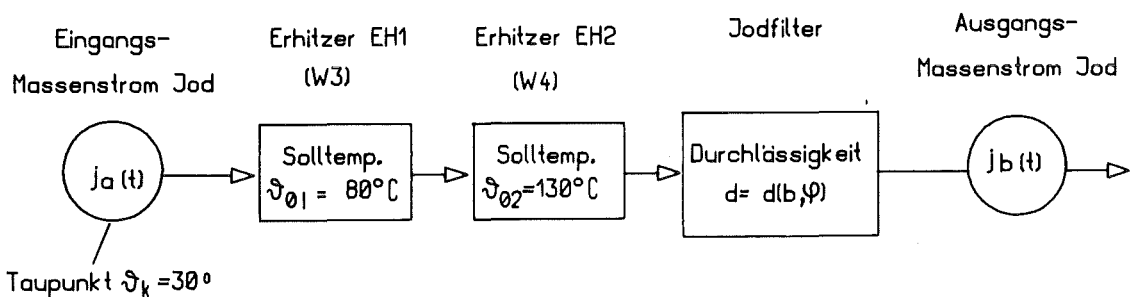 Eingangs-
Massenstrom Jod
ja(t)
Taupunkt ϑk = 30°
Erhitzer EH1
(W3)
Solltemp.
ϑ01 = 80°C
Erhitzer EH2
(W4)
Solltemp.
ϑ02=130°C
Jodfilter
Durchlässigkeit
d= d(b,φ)
Ausgangs-
Massenstrom Jod
jb(t)